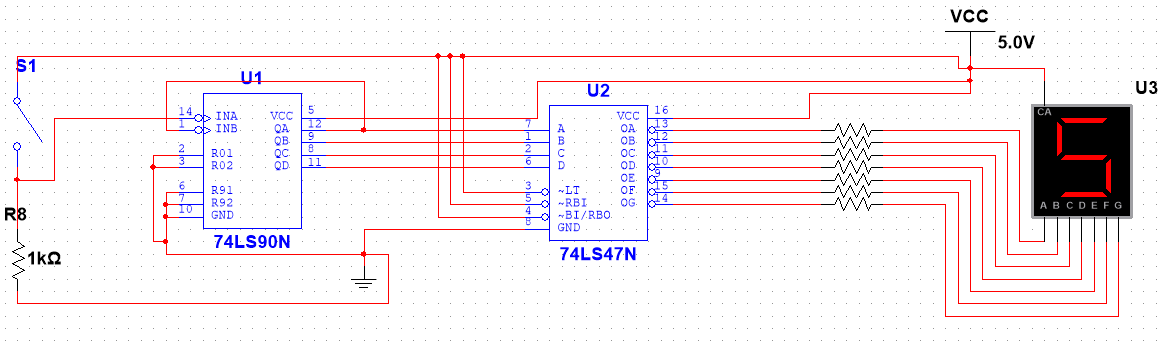 VCC
5.0V
S1
U1
U2
U3
14 INA VCC 5
1 INB QA 12
QB 9
2 R01 QC 8
3 R02 QD 11
6 R91
7 R92
10 GND
74LS90N
VCC 16
7 A OA 13
1 B OB 12
2 C OC 11
6 D OD 10
OE 9
3 ~LT OF 15
5 ~RBI OG 14
4 ~BI/RBO
8 GND
74LS47N
CA
5
A B C D E F G
R8
1kΩ